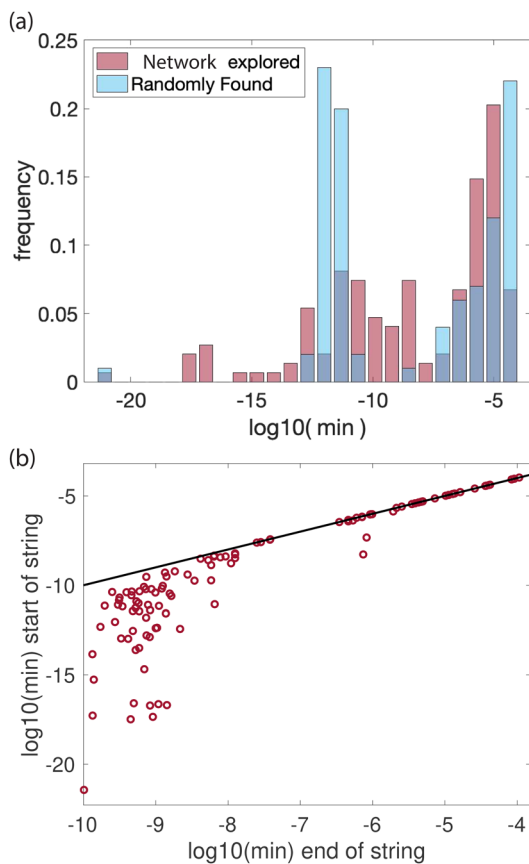 (a)
0.25
0.2
0.15
0.1
0.05
0
frequency
Network explored
Randomly Found
-20
-15
-10
-5
log10( min )
(b)
-5
-10
-15
-20
log10(min) start of string
-10
-9
-8
-7
-6
-5
-4
log10(min) end of string